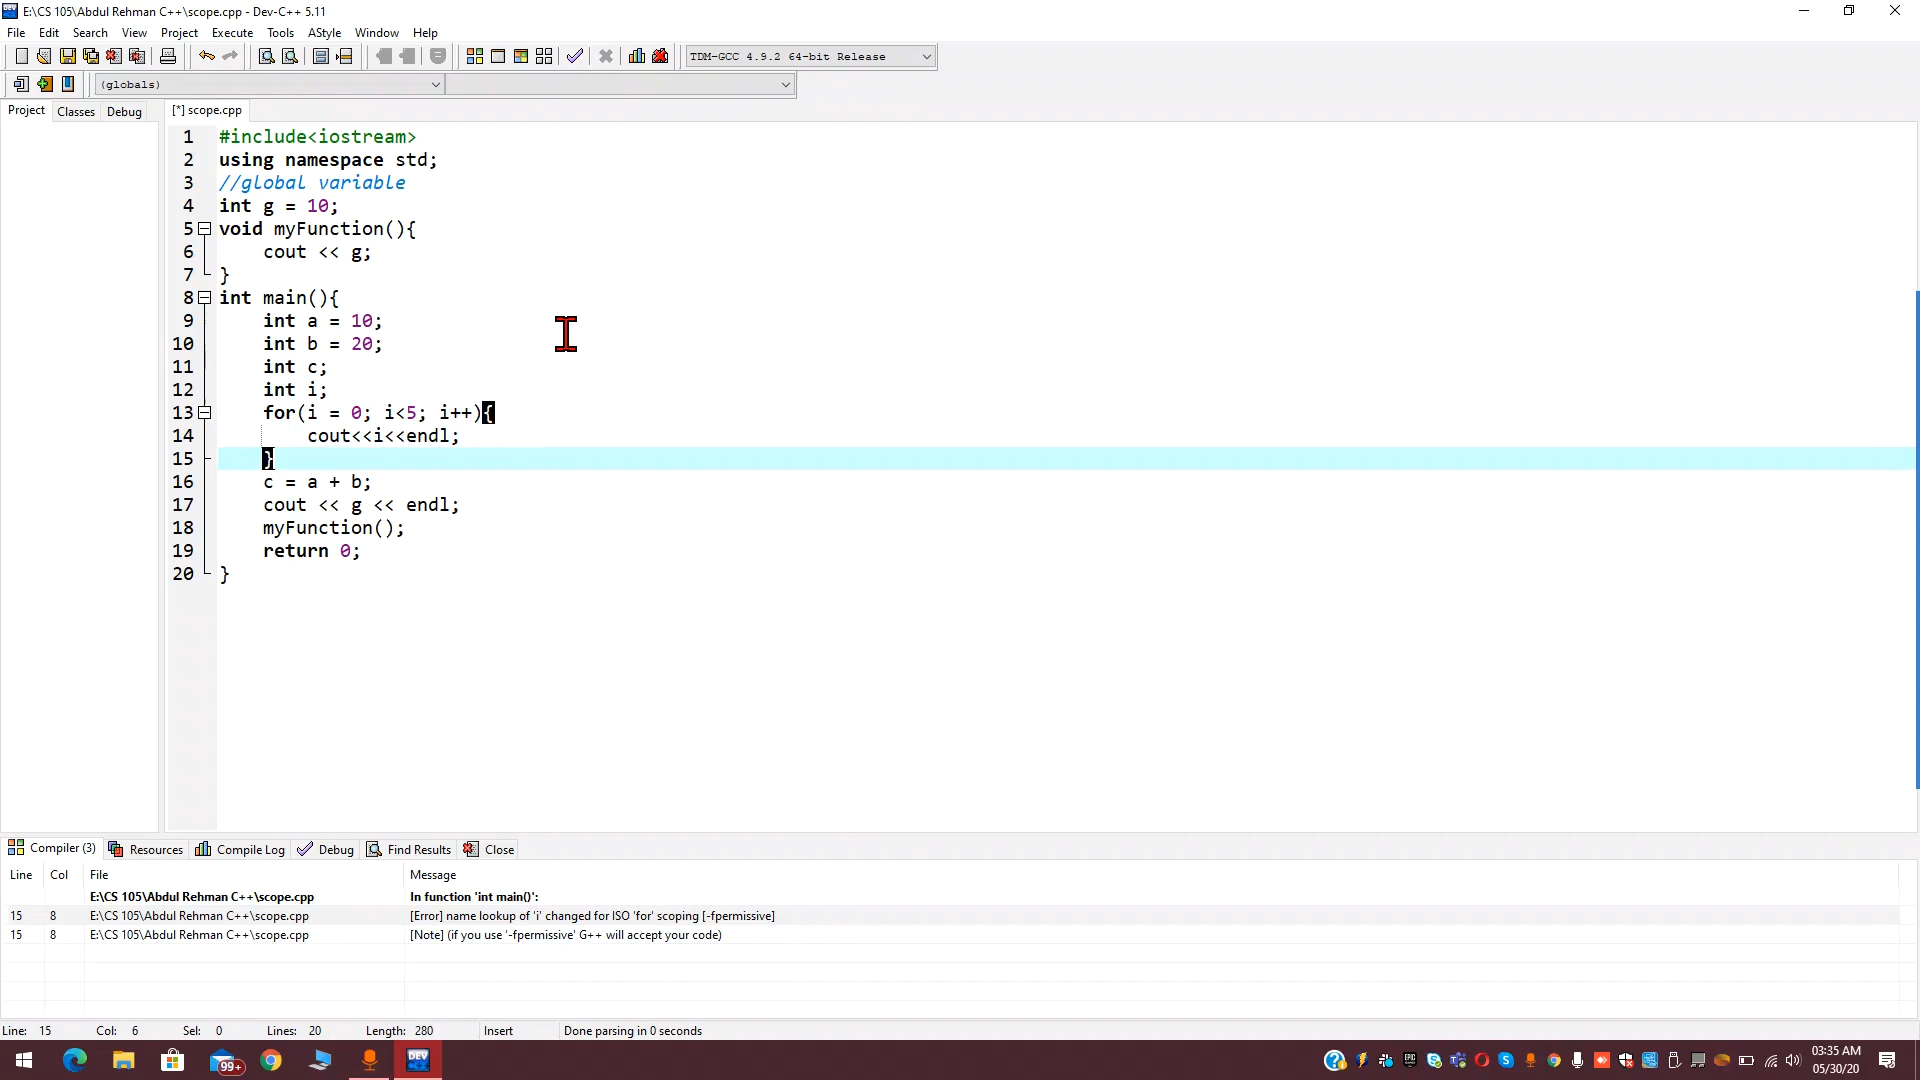 E:\CS 105\Abdul Rehman C++\scope.cpp - Dev-C++ 5.11
File Edit Search View Project Execute Tools AStyle Window Help
TDM-GCC 4.9.2 64-bit Release
(globals)
Project Classes Debug [*] scope.cpp
1 #include<iostream>
2 using namespace std;
3 //global variable
4 int g = 10;
5 void myFunction(){
6     cout << g;
7 }
8 int main(){
9     int a = 10;
10     int b = 20;
11     int c;
12     int i;
13     for(i = 0; i<5; i++){
14         cout<<i<<endl;
15     }
16     c = a + b;
17     cout << g << endl;
18     myFunction();
19     return 0;
20 }
Compiler (3) Resources Compile Log Debug Find Results Close
Line Col File Message
E:\CS 105\Abdul Rehman C++\scope.cpp In function 'int main()':
15 8 E:\CS 105\Abdul Rehman C++\scope.cpp [Error] name lookup of 'i' changed for ISO 'for' scoping [-fpermissive]
15 8 E:\CS 105\Abdul Rehman C++\scope.cpp [Note] (if you use '-fpermissive' G++ will accept your code)
Line: 15 Col: 6 Sel: 0 Lines: 20 Length: 280 Insert Done parsing in 0 seconds
99+ DEV 03:35 AM
05/30/20